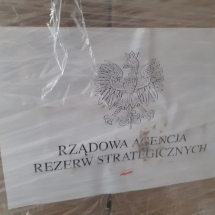 RZĄDOWA AGENCJA
REZERW STRATEGICZNYCH